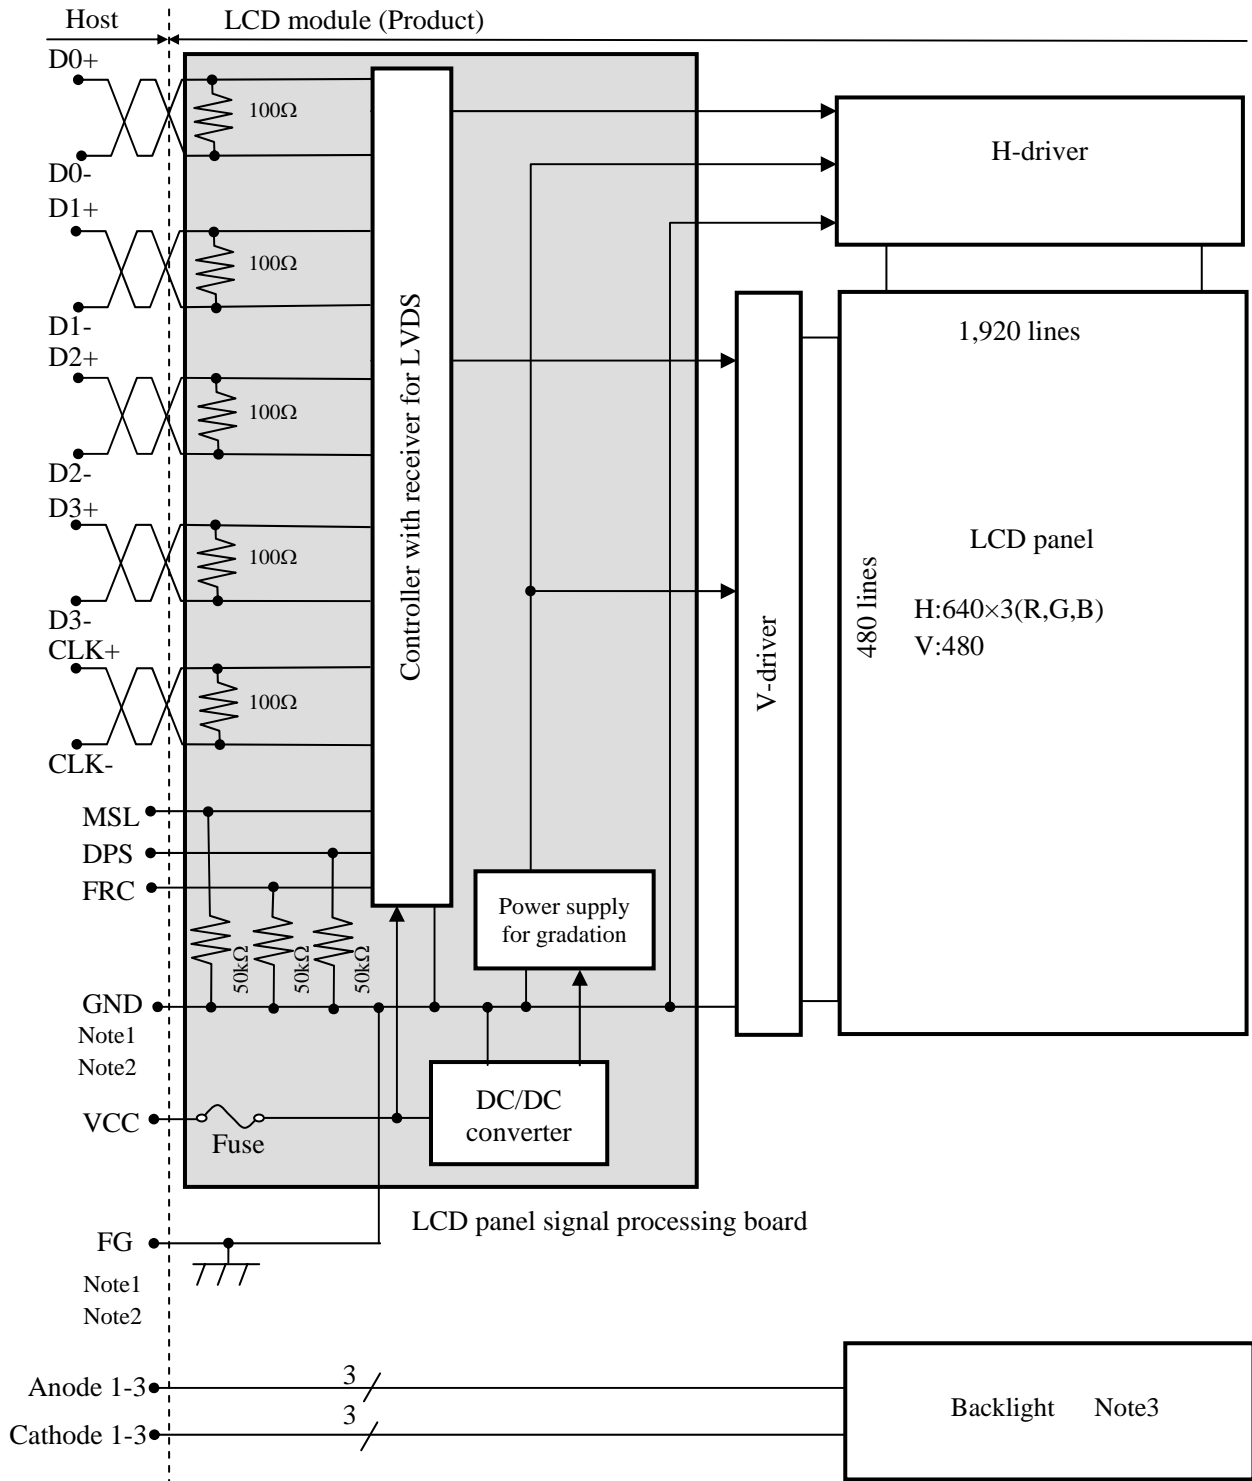 Host
LCD module (Product)
D0+
100Ω
D0-
D1+
100Ω
D1-
D2+
100Ω
D2-
D3+
100Ω
D3-
CLK+
100Ω
CLK-
MSL
DPS
FRC
50kΩ
50kΩ
50kΩ
GND
Note1
Note2
VCC
Fuse
FG
Note1
Note2
Controller with receiver for LVDS
Power supply
for gradation
DC/DC
converter
LCD panel signal processing board
H-driver
V-driver
1,920 lines
480 lines
LCD panel
H:640×3(R,G,B)
V:480
Anode 1-3
3
Cathode 1-3
3
Backlight Note3